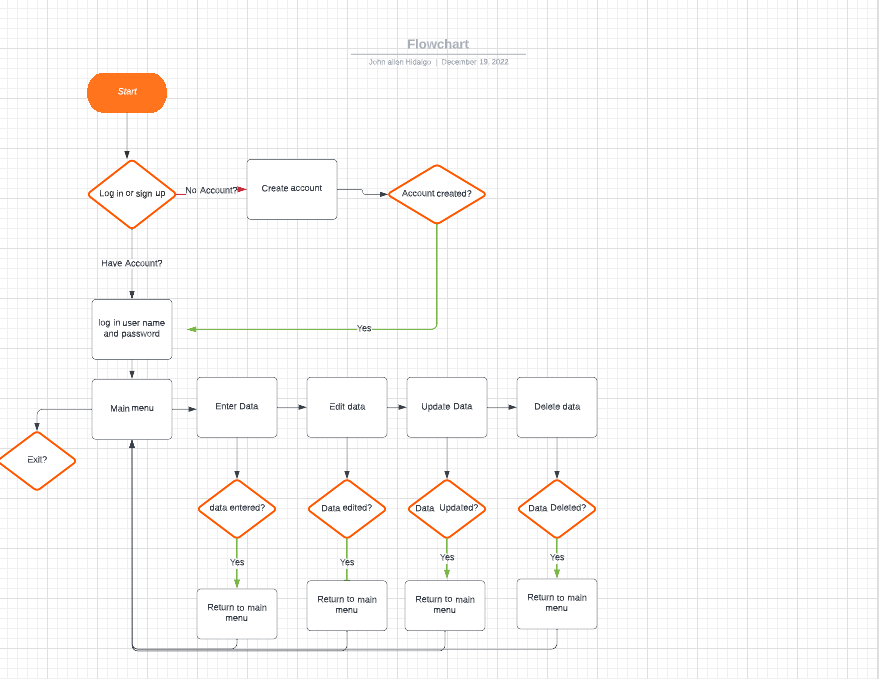 Flowchart
John allen Hidalgo | December 19, 2022
Start
Log in or sign up
No Account?
Create account
Account created?
Have Account?
log in user name
and password
Yes
Main menu
Enter Data
Edit data
Update Data
Delete data
Exit?
data entered?
Data edited?
Data Updated?
Data Deleted?
Yes
Yes
Yes
Yes
Return to main
menu
Return to main
menu
Return to main
menu
Return to main
menu